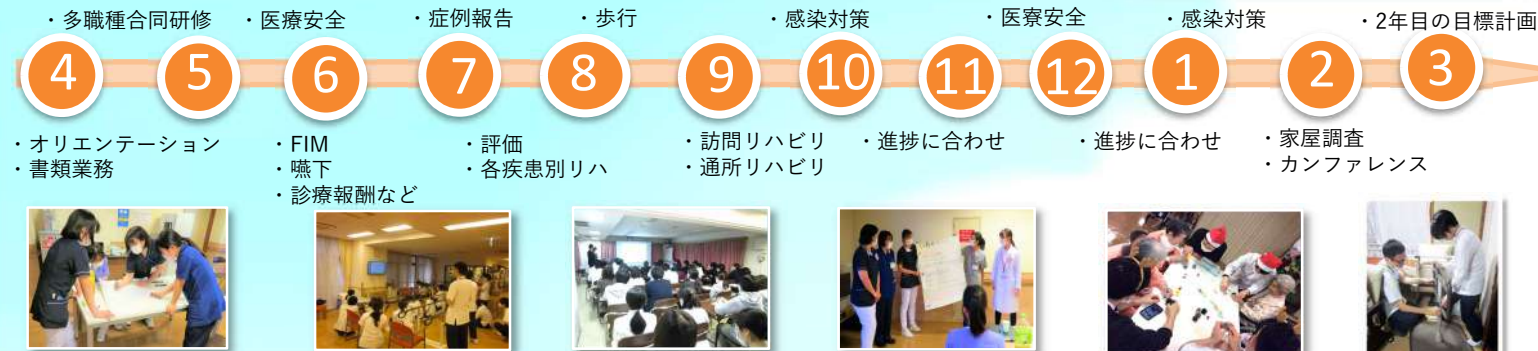 ・多職種合同研修
・医療安全
・症例報告
・歩行
・感染対策
・医寮安全
・感染対策
・2年目の目標計画
4
5
6
7
8
9
10
11
12
1
2
3
・オリエンテーション
・書類業務
・FIM
・嚥下
・診療報酬など
・評価
・各疾患別リハ
・訪問リハビリ
・通所リハビリ
・進捗に合わせ
・進捗に合わせ
・家屋調査
・カンファレンス